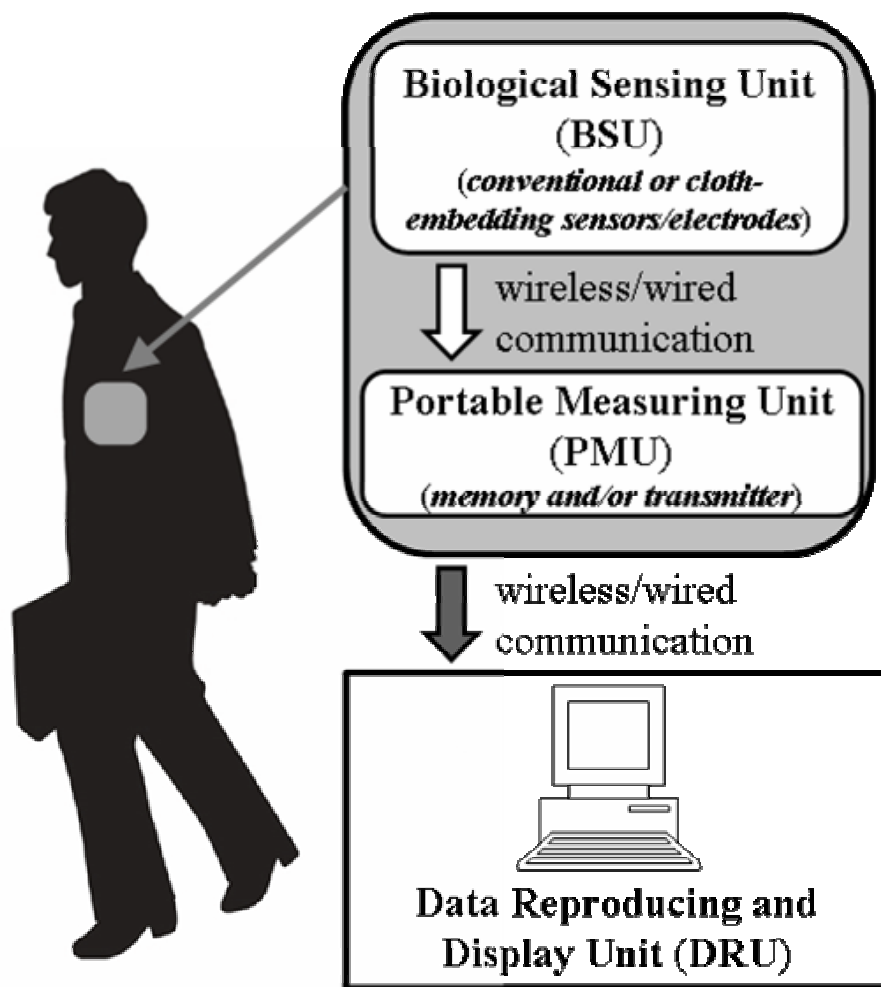 Biological Sensing Unit
(BSU)
(conventional or cloth-
embedding sensors/electrodes)
wireless/wired
communication
Portable Measuring Unit
(PMU)
(memory and/or transmitter)
wireless/wired
communication
Data Reproducing and
Display Unit (DRU)